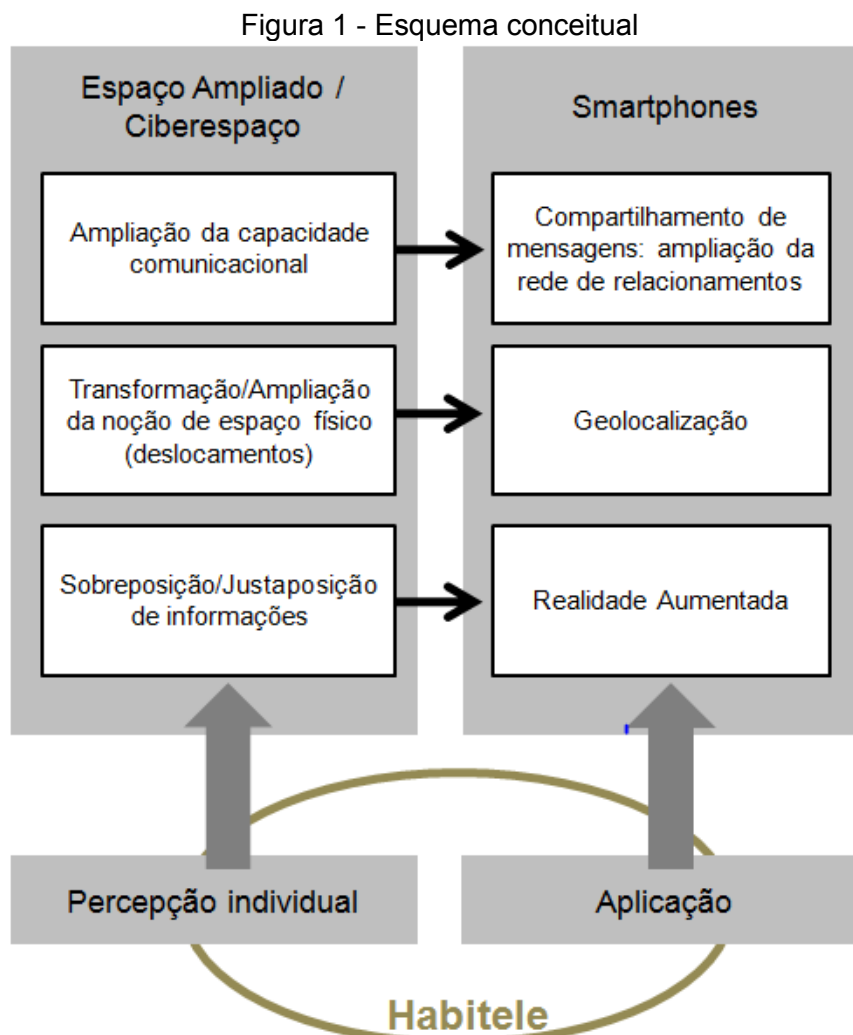 Figura 1 - Esquema conceitual
Espaço Ampliado /
Ciberespaço
Smartphones
Ampliação da capacidade
comunicacional
Compartilhamento de
mensagens: ampliação da
rede de relacionamentos
Transformação/Ampliação
da noção de espaço físico
(deslocamentos)
Geolocalização
Sobreposição/Justaposição
de informações
Realidade Aumentada
Percepção individual
Aplicação
Habitele